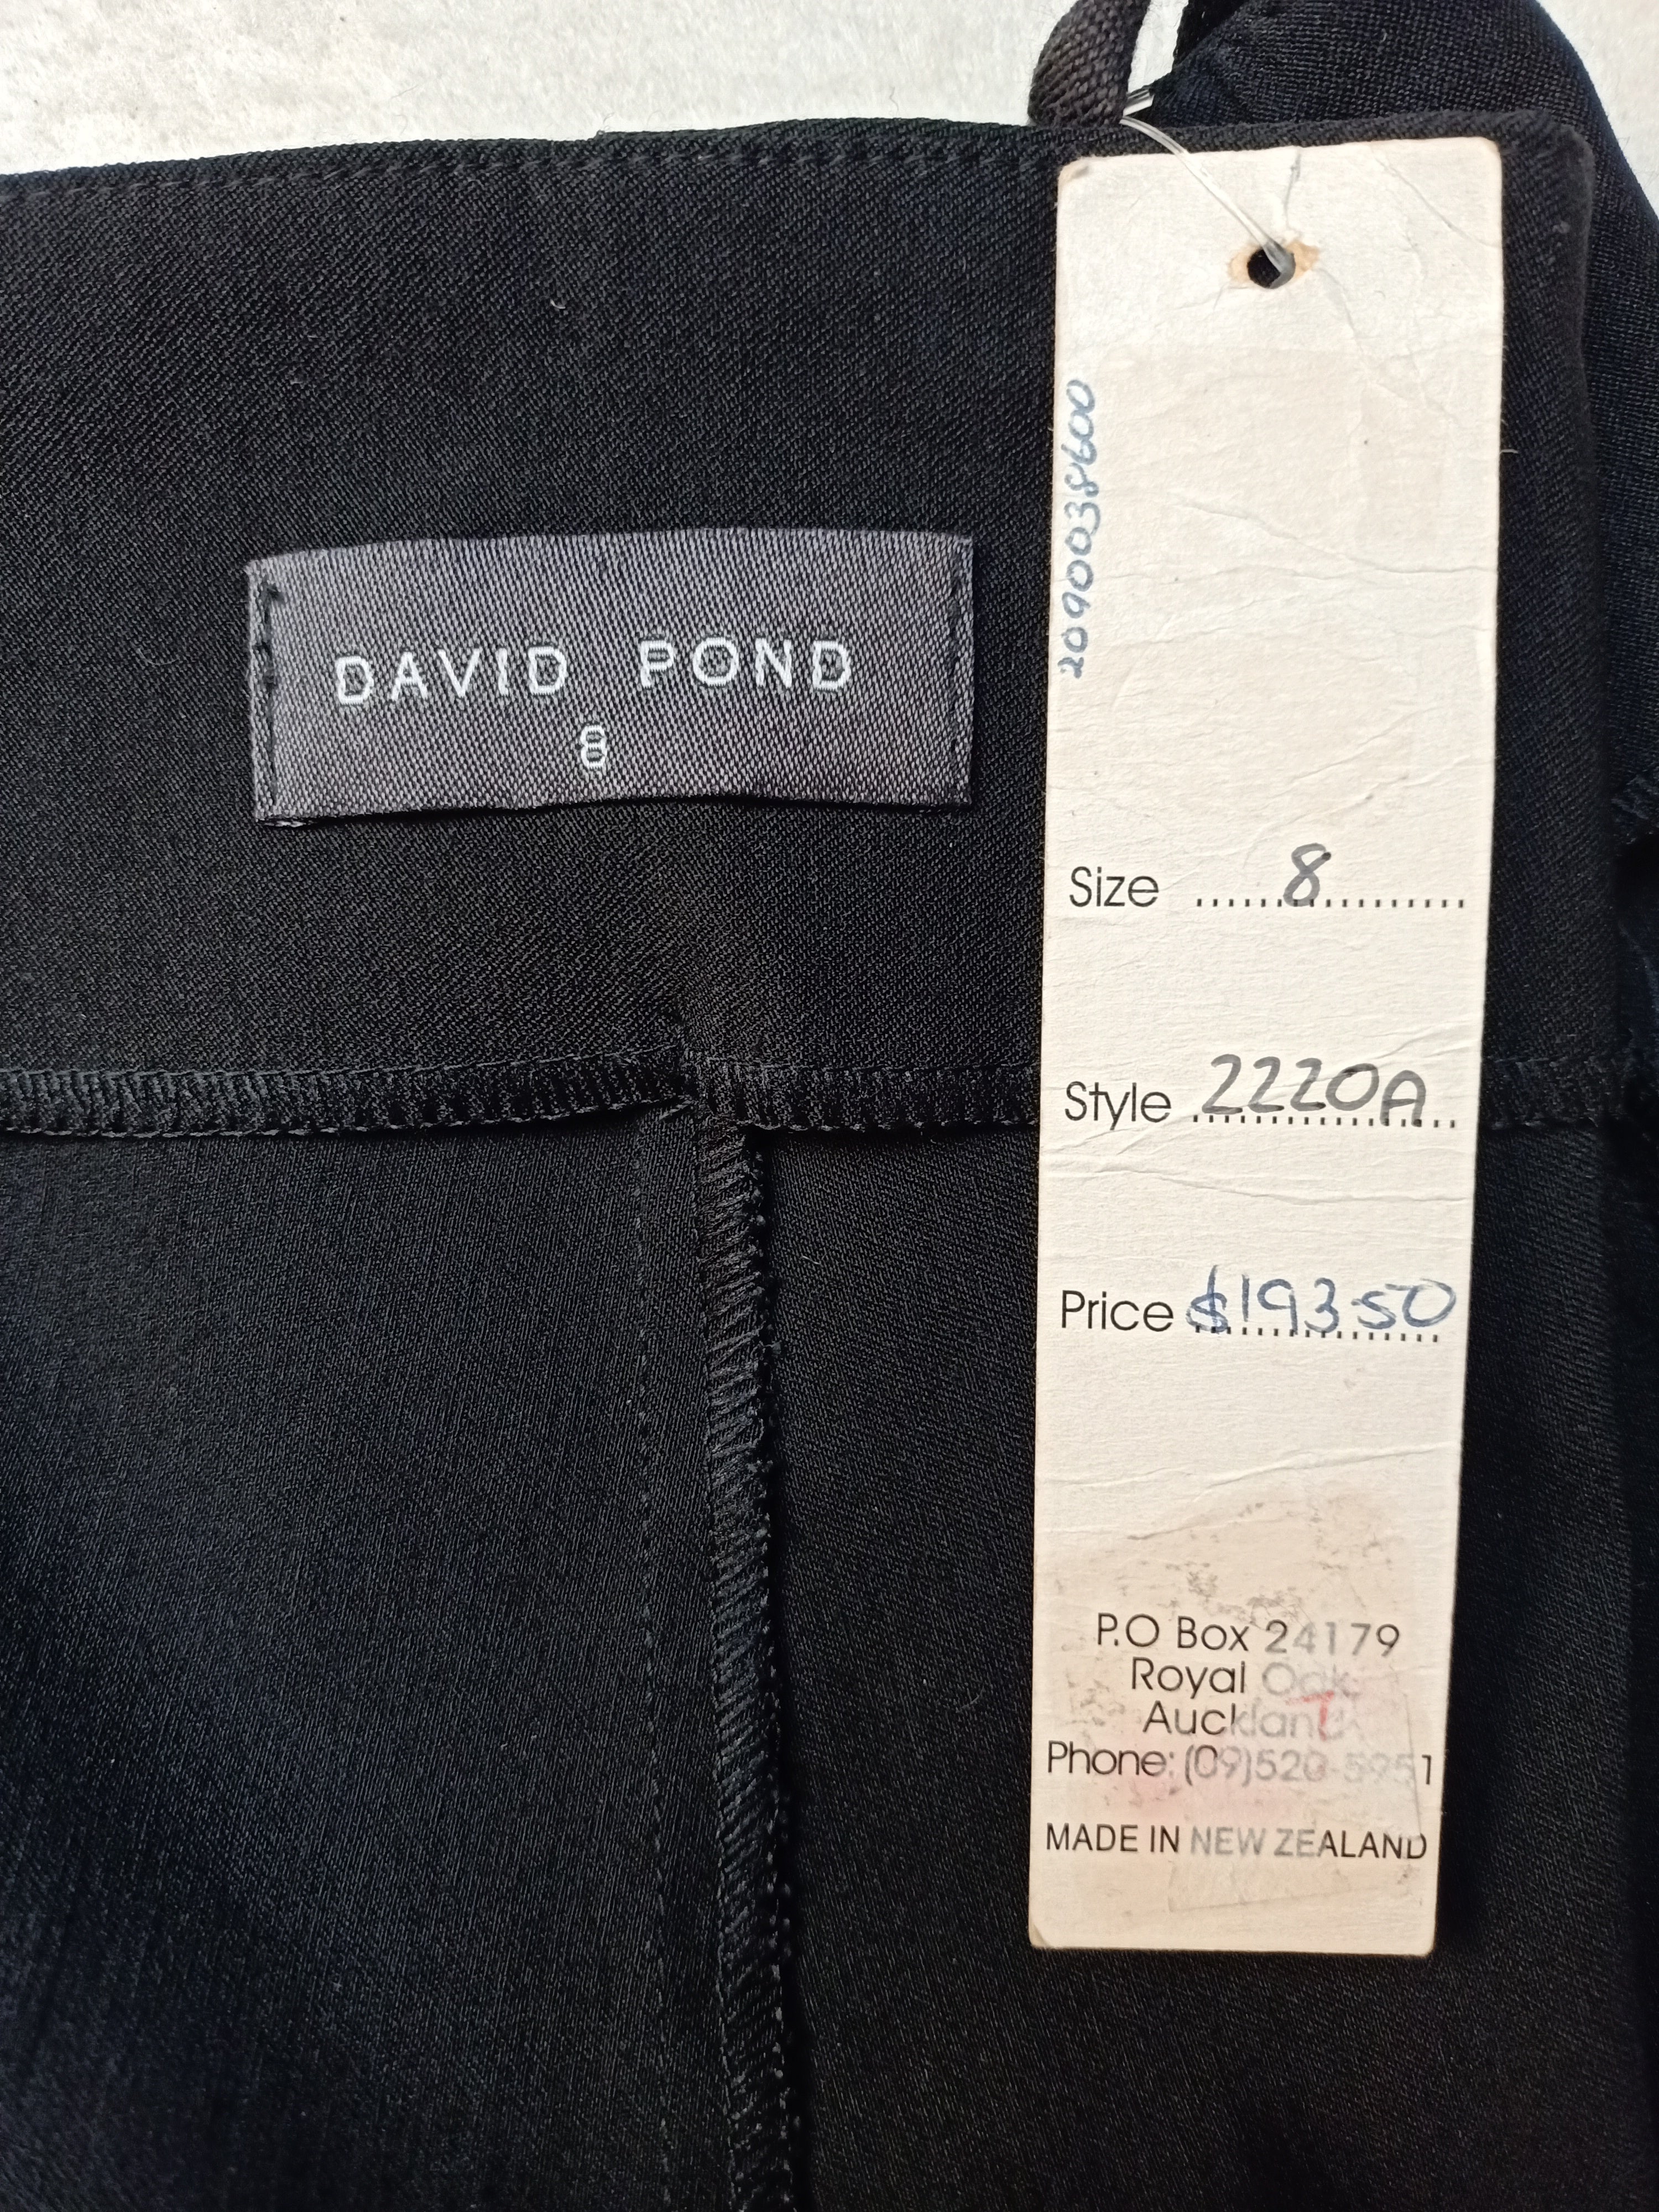 DAVID POND
8
2090038600
Size 8
Style 2220A
Price $193.50
P.O Box 24179
Royal Oak
Auckland
Phone: (09)520-5951
MADE IN NEW ZEALAND